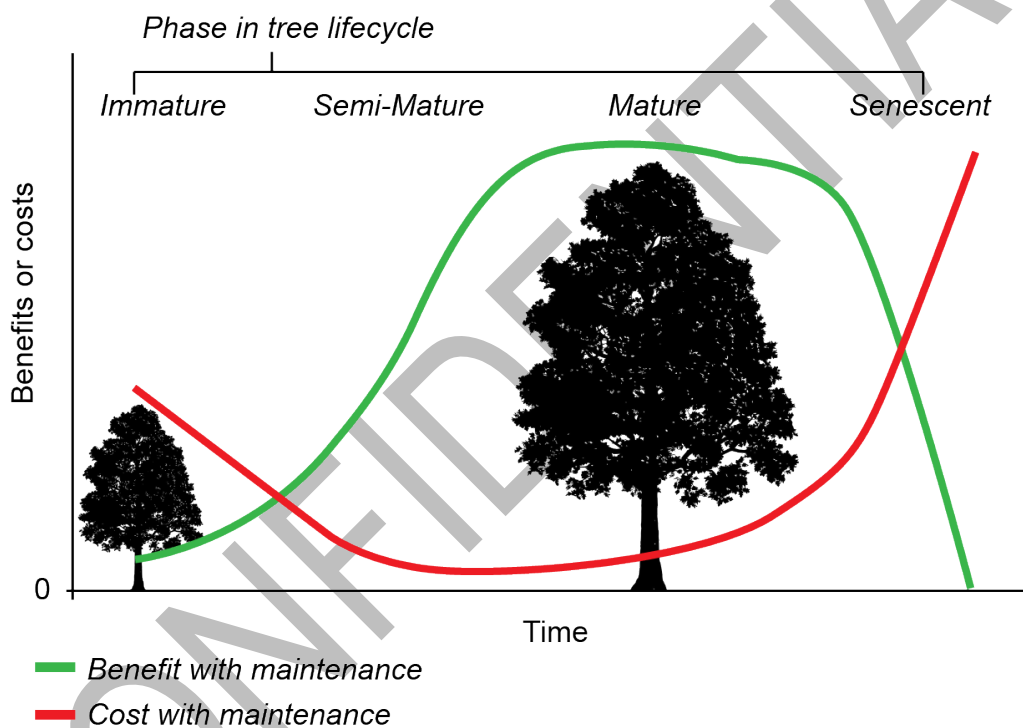 Phase in tree lifecycle
Immature Semi-Mature Mature Senescent
Benefits or costs
0
Time
Benefit with maintenance
Cost with maintenance
ONFIDENTIA